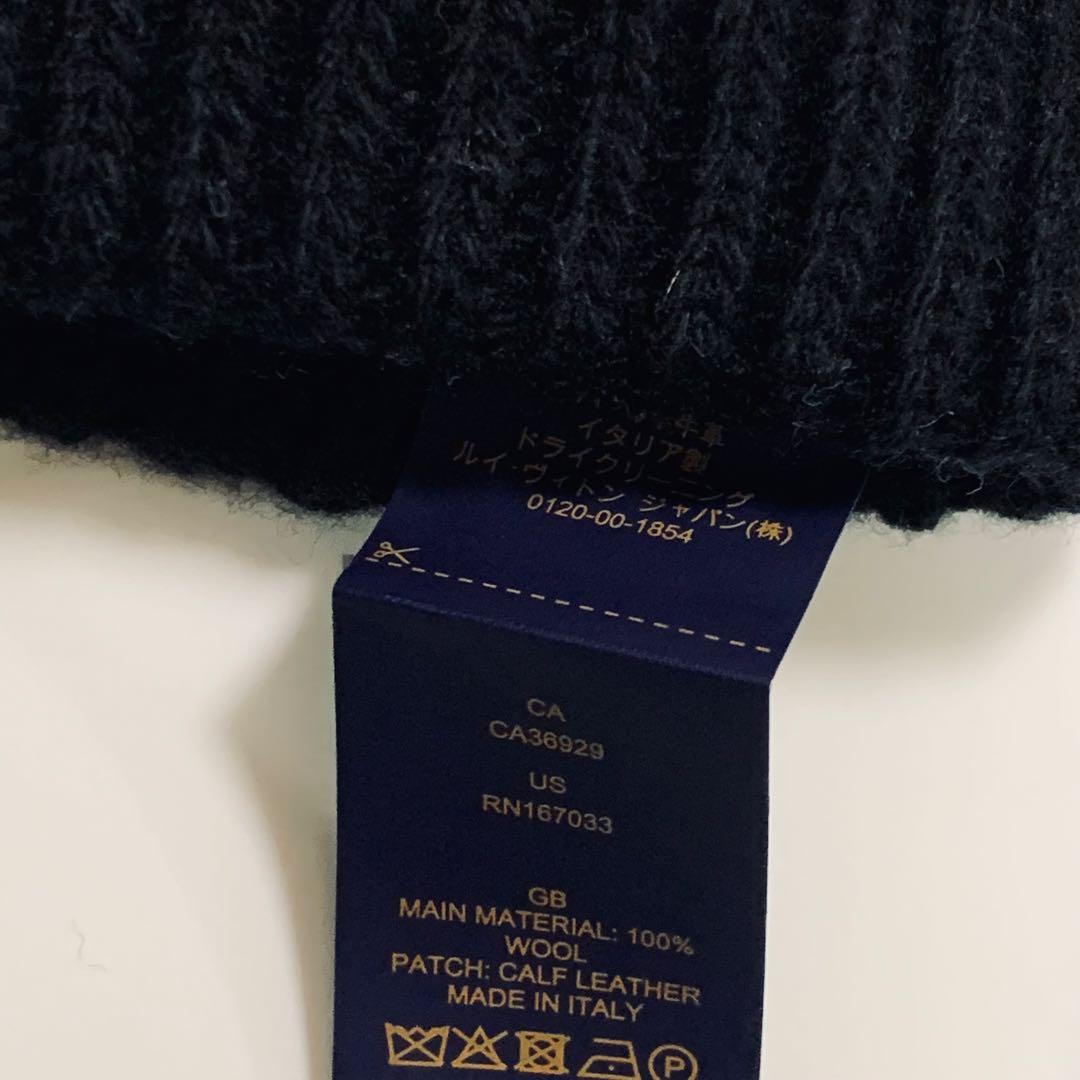 牛革
イタリア製
ドライクリーニング
ルイ・ヴィトン ジャパン(株)
0120-00-1854
CA
CA36929
US
RN167033
GB
MAIN MATERIAL: 100%
WOOL
PATCH: CALF LEATHER
MADE IN ITALY
P